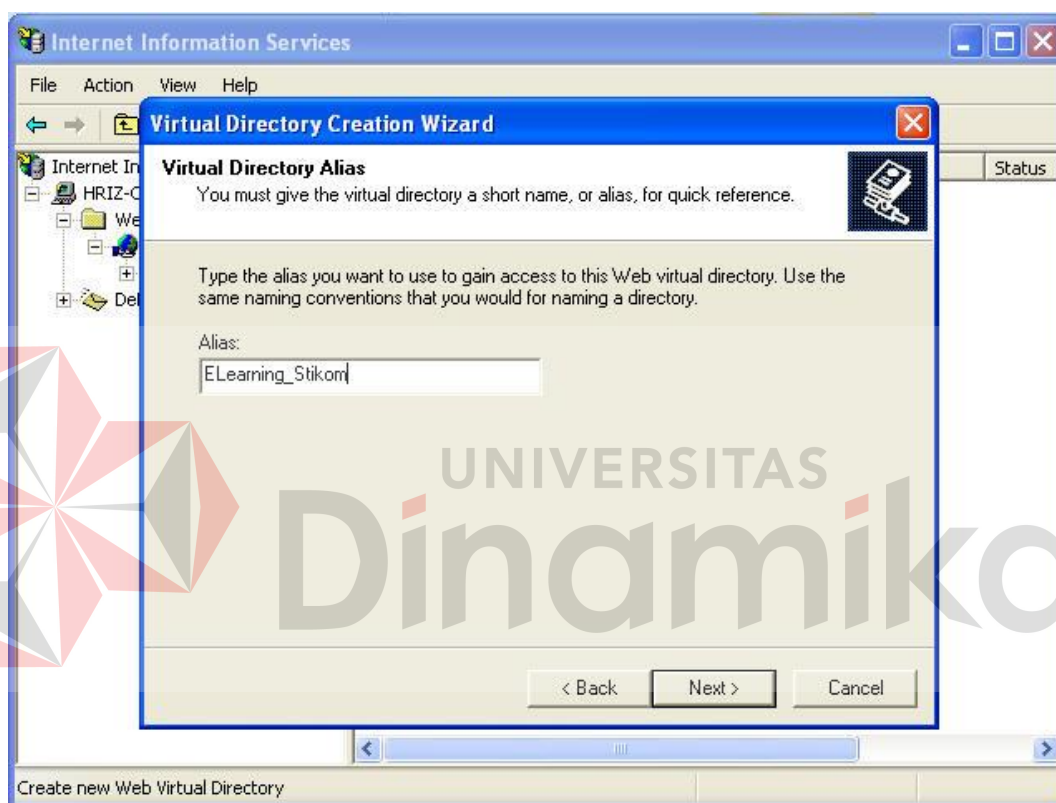 Internet Information Services
File Action View Help
Virtual Directory Creation Wizard
Internet In
Status
HRIZ-C
We
Def
Virtual Directory Alias
You must give the virtual directory a short name, or alias, for quick reference.
Type the alias you want to use to gain access to this Web virtual directory. Use the
same naming conventions that you would for naming a directory.
Alias:
ELearning_Stikom
UNIVERSITAS
Dinamika
< Back Next > Cancel
Create new Web Virtual Directory